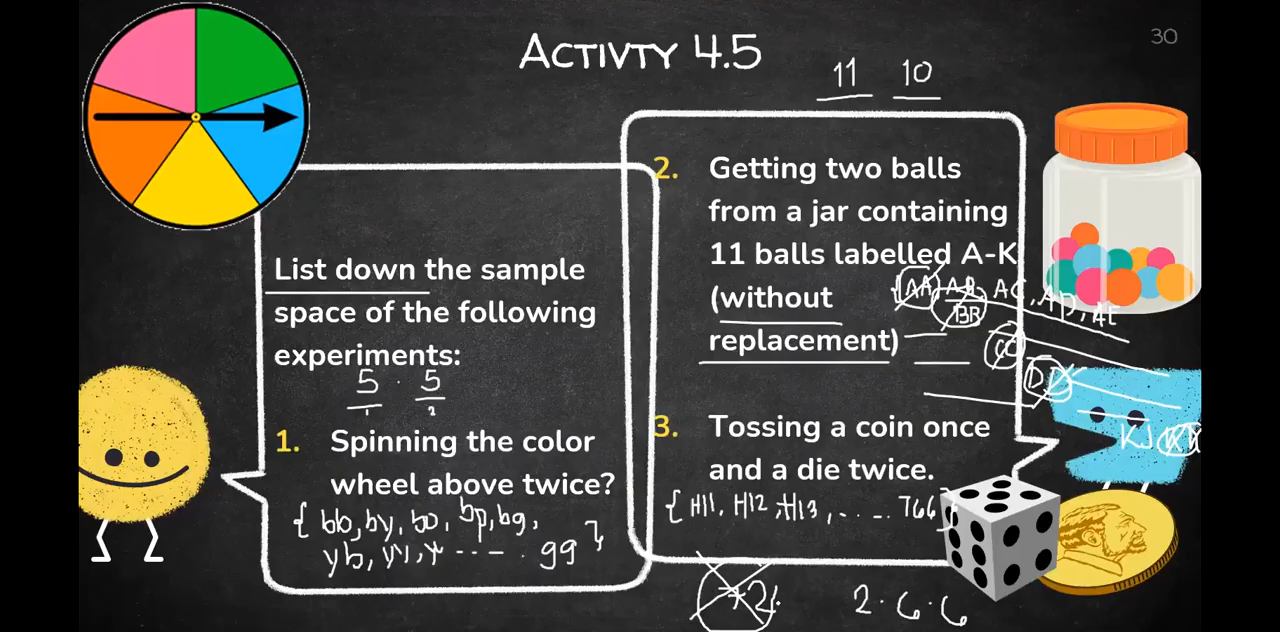 30
ACTIVTY 4.5
11 10
List down the sample
space of the following
experiments:
5 · 5
1 2
1. Spinning the color
wheel above twice?
{ bb, by, bo, bp, bg,
yb, yy, y - - - - . gg }
2. Getting two balls
from a jar containing
11 balls labelled A-K
(without
replacement)
{AA, AB, AC, AD, AE
BB
CC
DD
KJ KK
3. Tossing a coin once
and a die twice.
{ H11, H12, H13, . . - . T66 }
72
2 · 6 · 6